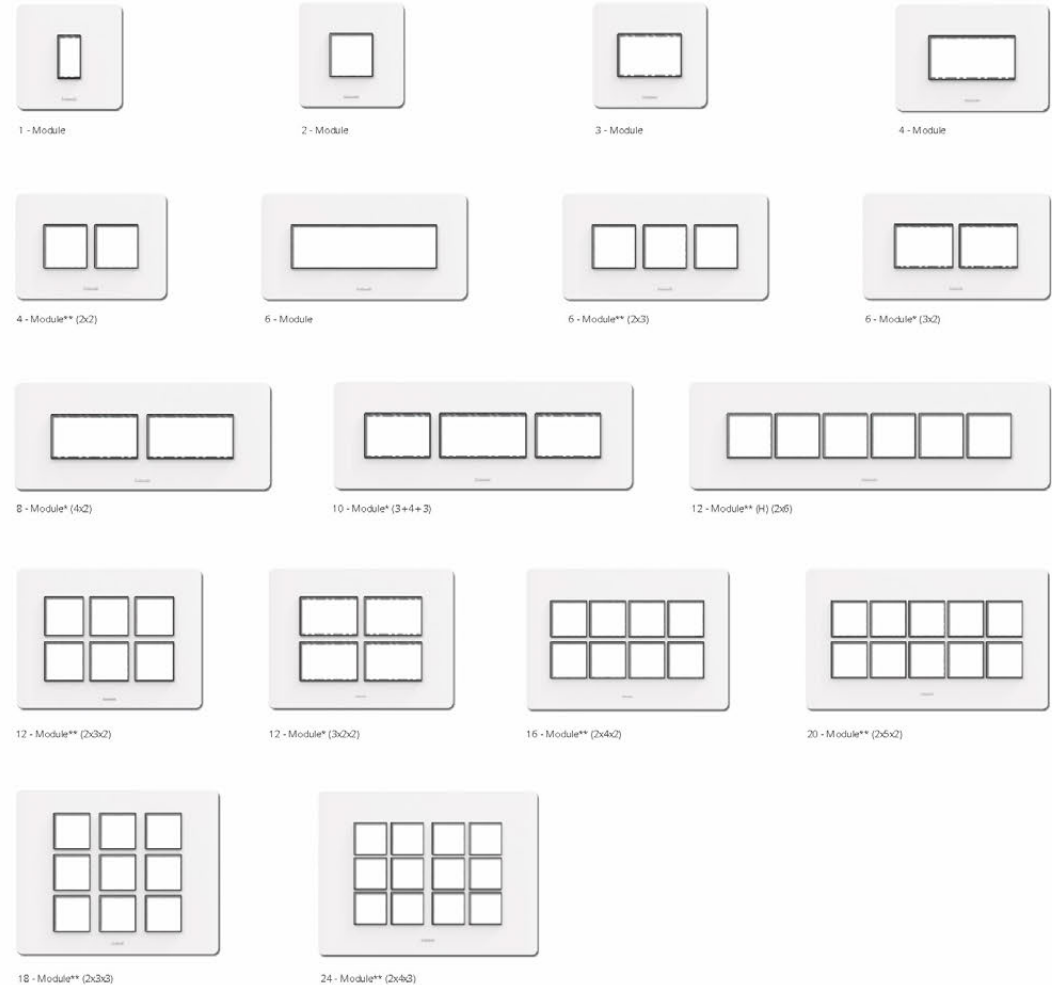 1 - Module
2 - Module
3 - Module
4 - Module
4 - Module** (2x2)
6 - Module
6 - Module** (2x3)
6 - Module* (3x2)
8 - Module* (4x2)
10 - Module* (3+4+3)
12 - Module** (H) (2x6)
12 - Module** (2x3x2)
12 - Module* (3x2x2)
16 - Module** (2x4x2)
20 - Module** (2x5x2)
18 - Module** (2x3x3)
24 - Module** (2x4x3)